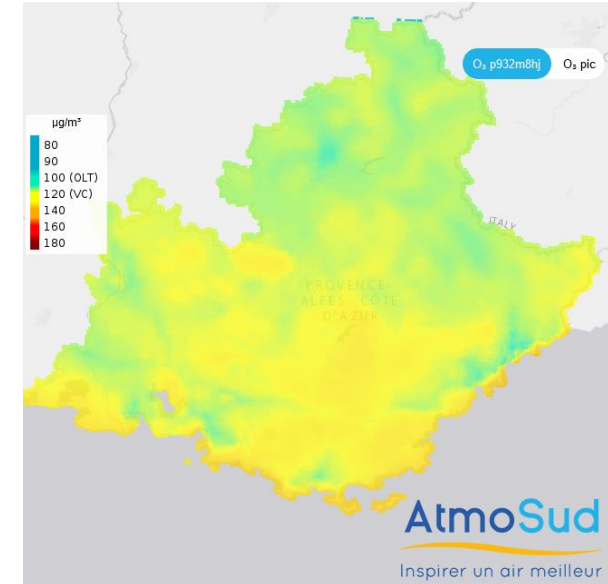 O₃ p932m8hj
O₃ pic
µg/m³
80
90
100 (OLT)
120 (VC)
140
160
180
ITALY
PROVENCE-
ALPES-CÔTE
D'AZUR
AtmoSud
Inspirer un air meilleur